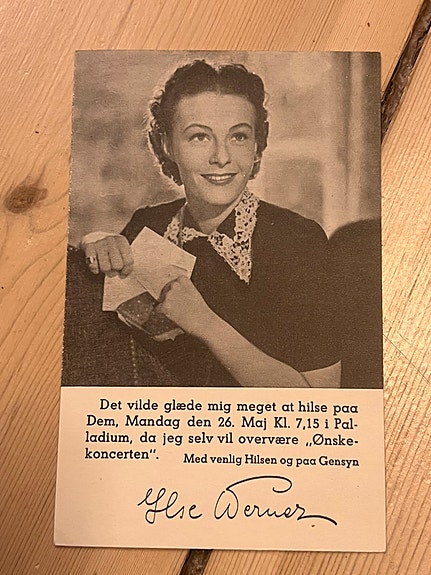 Det vilde glæde mig meget at hilse paa
Dem, Mandag den 26. Maj Kl. 7,15 i Pal-
ladium, da jeg selv vil overvære „Ønske-
koncerten“. Med venlig Hilsen og paa Gensyn
Ilse Werner